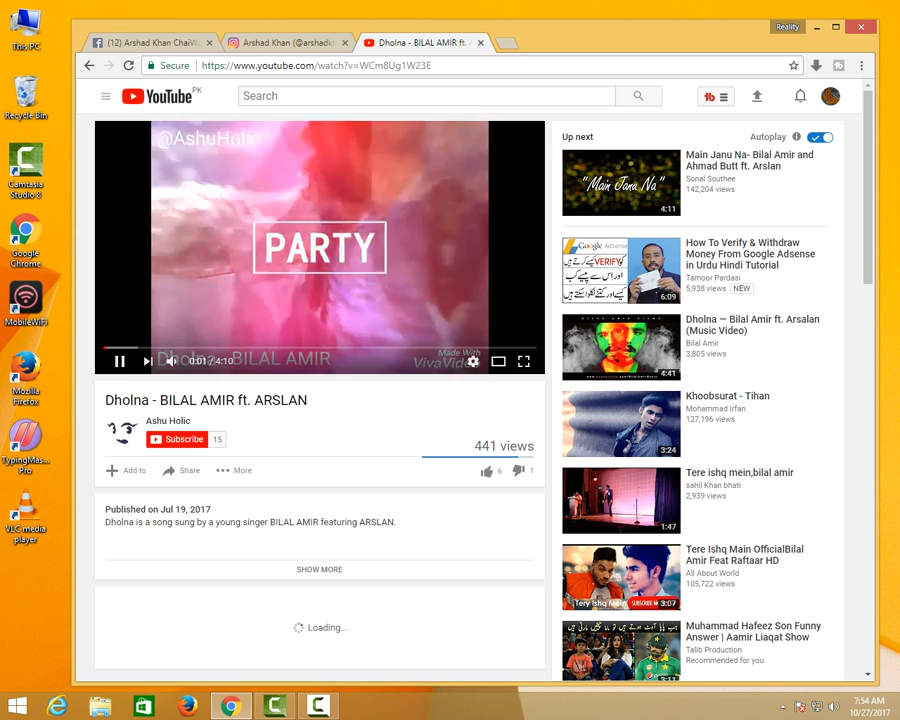 This PC
Recycle Bin
Camtasia
Studio 8
Google
Chrome
MobileWiFi
Mozilla
Firefox
TypingMas...
Pro
VLC media
player
Reality
(12) Arshad Khan ChaiW
Arshad Khan (@arshadk
Dholna - BILAL AMIR ft.
Secure
https://www.youtube.com/watch?v=WCm8Ug1W23E
YouTube PK
Search
@AshuHolic
PARTY
Dholna - BILAL AMIR
0:01 / 4:10
Made With
VivaVideo
Dholna - BILAL AMIR ft. ARSLAN
Ashu Holic
Subscribe 15
441 views
Add to Share More
6 1
Published on Jul 19, 2017
Dholna is a song sung by a young singer BILAL AMIR featuring ARSLAN.
SHOW MORE
Loading...
Up next
Autoplay
"Main Janu Na"
4:11
Main Janu Na- Bilal Amir and
Ahmad Butt ft. Arslan
Sonal Southee
142,204 views
Google AdSense
VERIFY
6:09
How To Verify & Withdraw
Money From Google Adsense
in Urdu Hindi Tutorial
Tamoor Pardasi
5,938 views NEW
4:41
Dholna — Bilal Amir ft. Arsalan
(Music Video)
Bilal Amir
3,805 views
3:24
Khoobsurat - Tihan
Mohammad Irfan
127,196 views
1:47
Tere ishq mein,bilal amir
sahil Khan bhati
2,939 views
Tery Ishq Mein
SUBSCRIBE
3:07
Tere Ishq Main OfficialBilal
Amir Feat Raftaar HD
All About World
105,722 views
3:11
Muhammad Hafeez Son Funny
Answer | Aamir Liaqat Show
Talib Production
Recommended for you
7:54 AM
10/27/2017